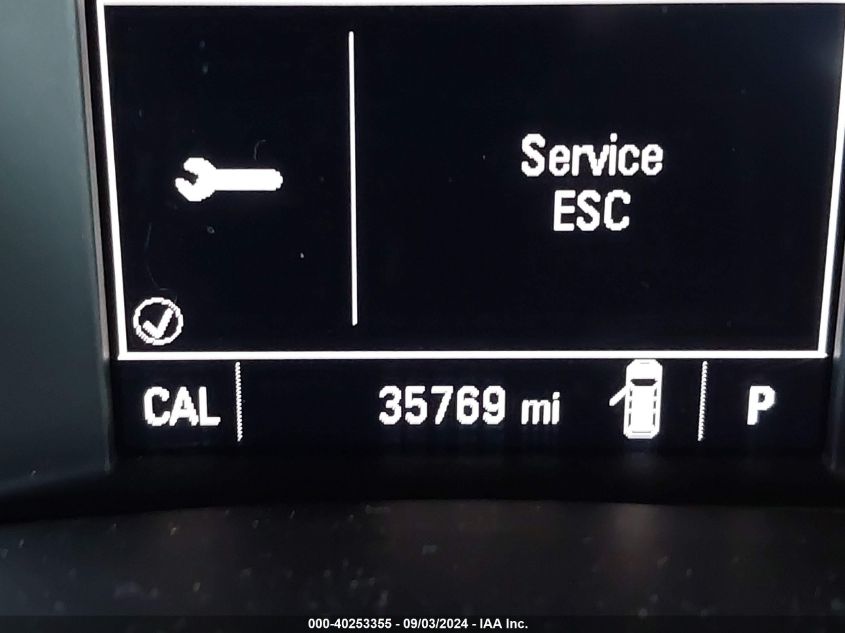 Service
ESC
CAL 35769 mi P
000-40253355 - 09/03/2024 - IAA Inc.